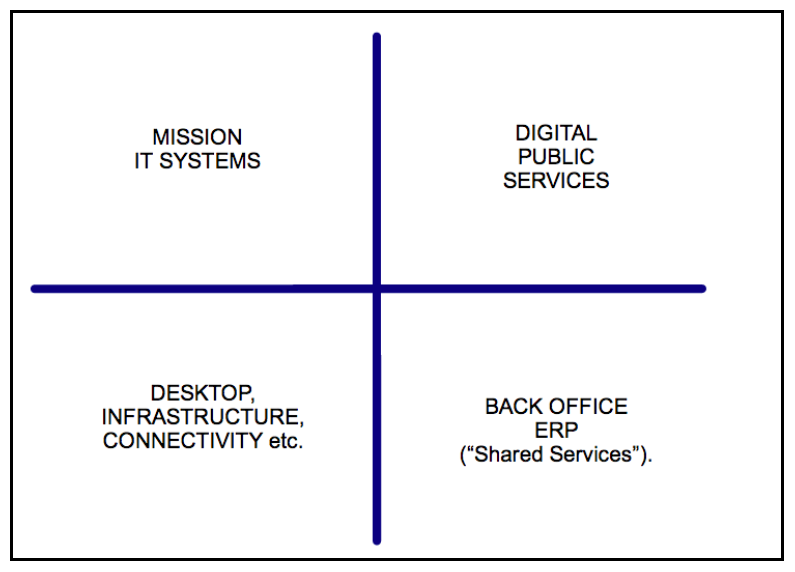 MISSION
IT SYSTEMS
DIGITAL
PUBLIC
SERVICES
DESKTOP,
INFRASTRUCTURE,
CONNECTIVITY etc.
BACK OFFICE
ERP
(“Shared Services”).